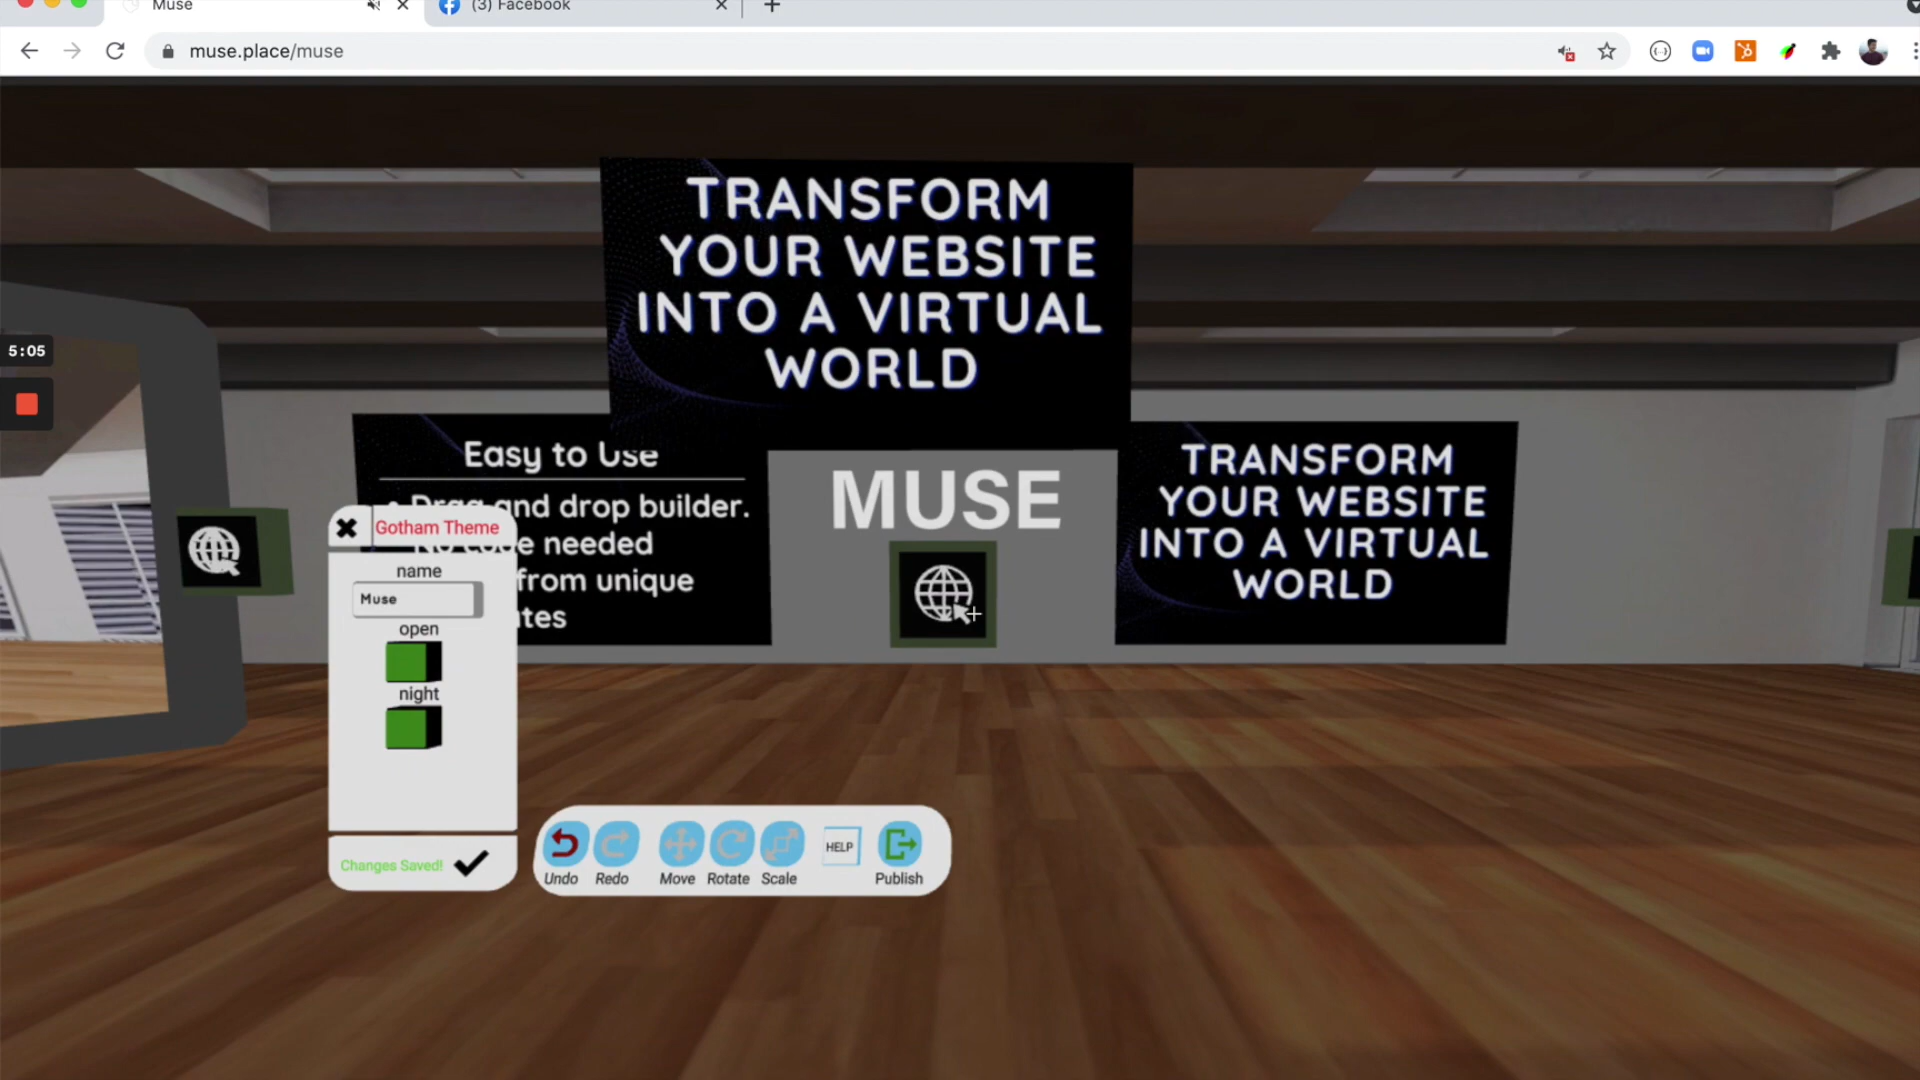 Muse
(3) Facebook
muse.place/muse
TRANSFORM
YOUR WEBSITE
INTO A VIRTUAL
WORLD
5:05
Easy to Use
and drop builder.
needed
from unique
MUSE
TRANSFORM
YOUR WEBSITE
INTO A VIRTUAL
WORLD
Gotham Theme
name
Muse
open
night
Changes Saved!
Undo
Redo
Move
Rotate
Scale
HELP
Publish